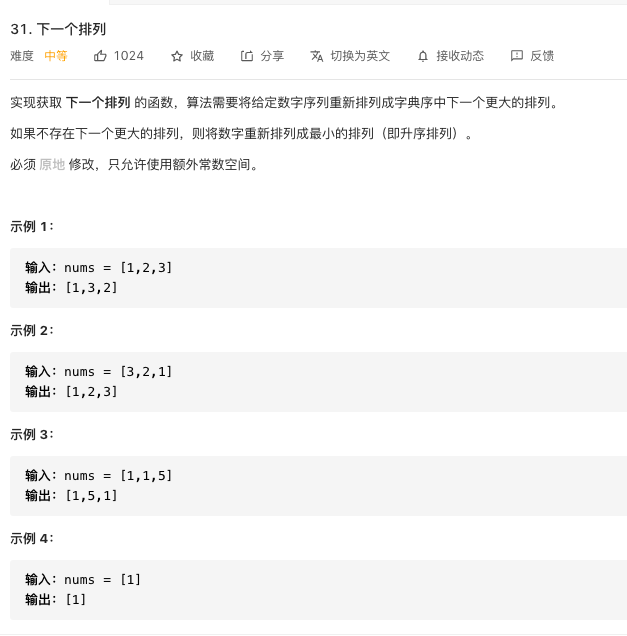 31. 下一个排列
难度 中等 1024 收藏 分享 切换为英文 接收动态 反馈
实现获取 下一个排列 的函数，算法需要将给定数字序列重新排列成字典序中下一个更大的排列。
如果不存在下一个更大的排列，则将数字重新排列成最小的排列（即升序排列）。
必须 原地 修改，只允许使用额外常数空间。
示例 1：
输入：nums = [1,2,3]
输出：[1,3,2]
示例 2：
输入：nums = [3,2,1]
输出：[1,2,3]
示例 3：
输入：nums = [1,1,5]
输出：[1,5,1]
示例 4：
输入：nums = [1]
输出：[1]